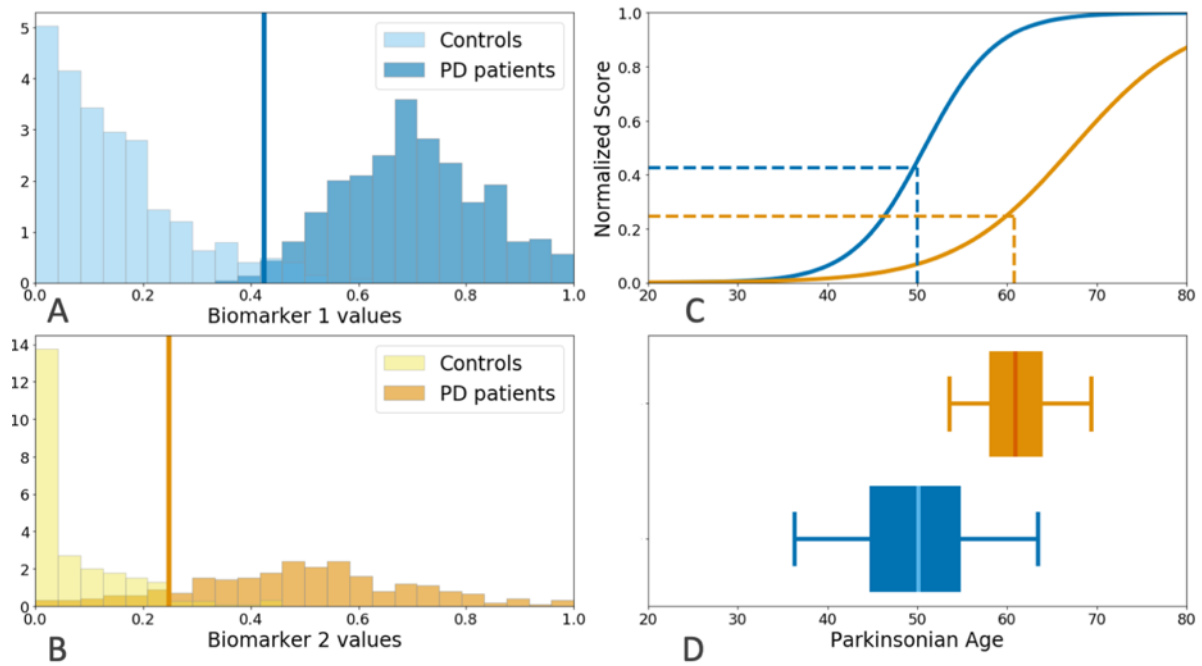 5
4
3
2
1
0
Controls
PD patients
0.0 0.2 0.4 0.6 0.8 1.0
A
Biomarker 1 values
14
12
10
8
6
4
2
0
Controls
PD patients
0.0 0.2 0.4 0.6 0.8 1.0
B
Biomarker 2 values
Normalized Score
1.0
0.8
0.6
0.4
0.2
0.0
20 30 40 50 60 70 80
C
20 30 40 50 60 70 80
D
Parkinsonian Age